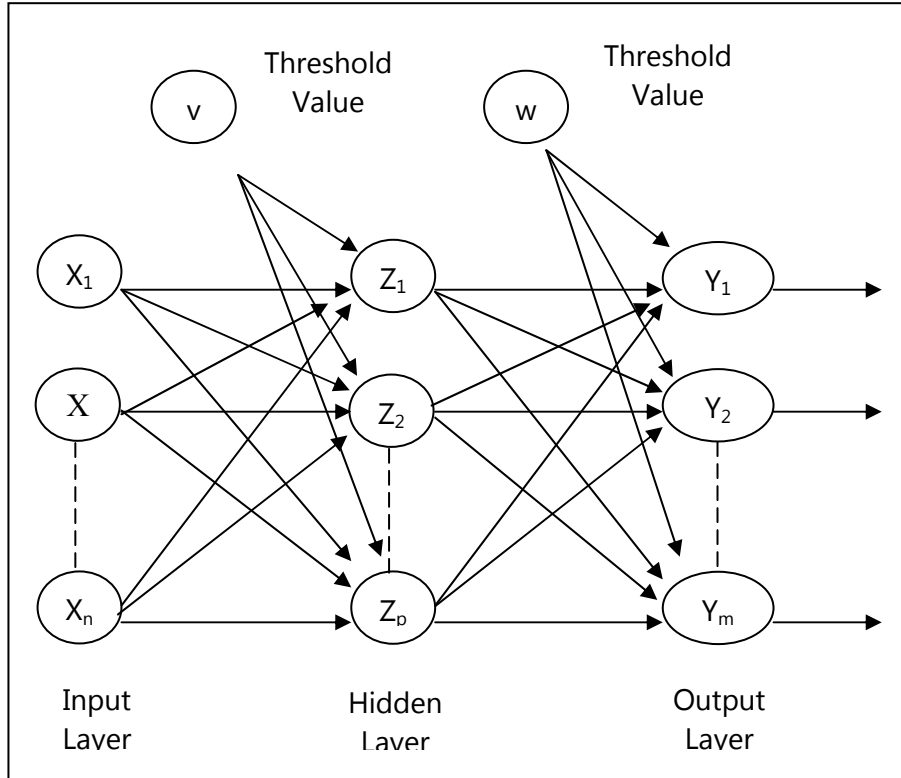 Threshold
Value
Threshold
Value
v
w
X1
Z1
Y1
X
Z2
Y2
Xn
Zp
Ym
Input
Layer
Hidden
Layer
Output
Layer